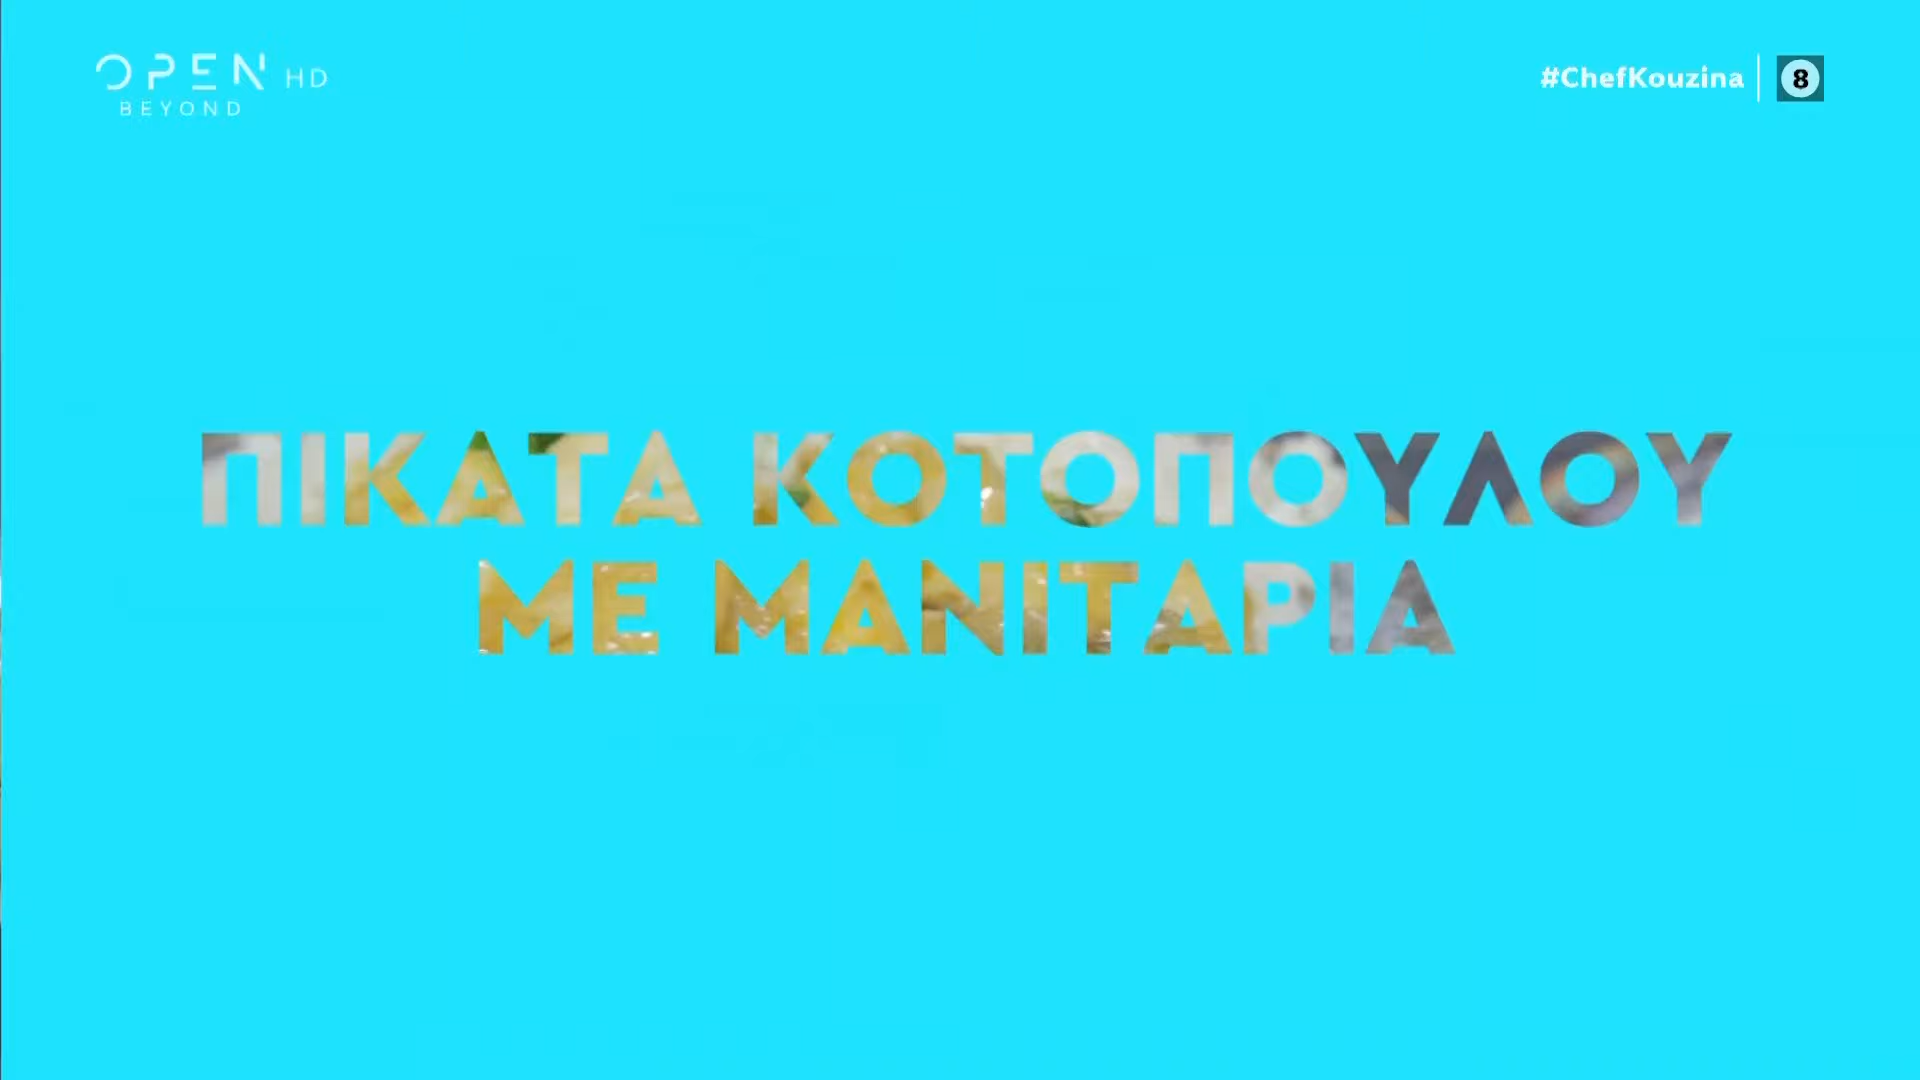 OPEN HD
BEYOND
#ChefKouzina
8
ΠΙΚΑΤΑ ΚΟΤΟΠΟΥΛΟΥ
ΜΕ ΜΑΝΙΤΑΡΙΑ